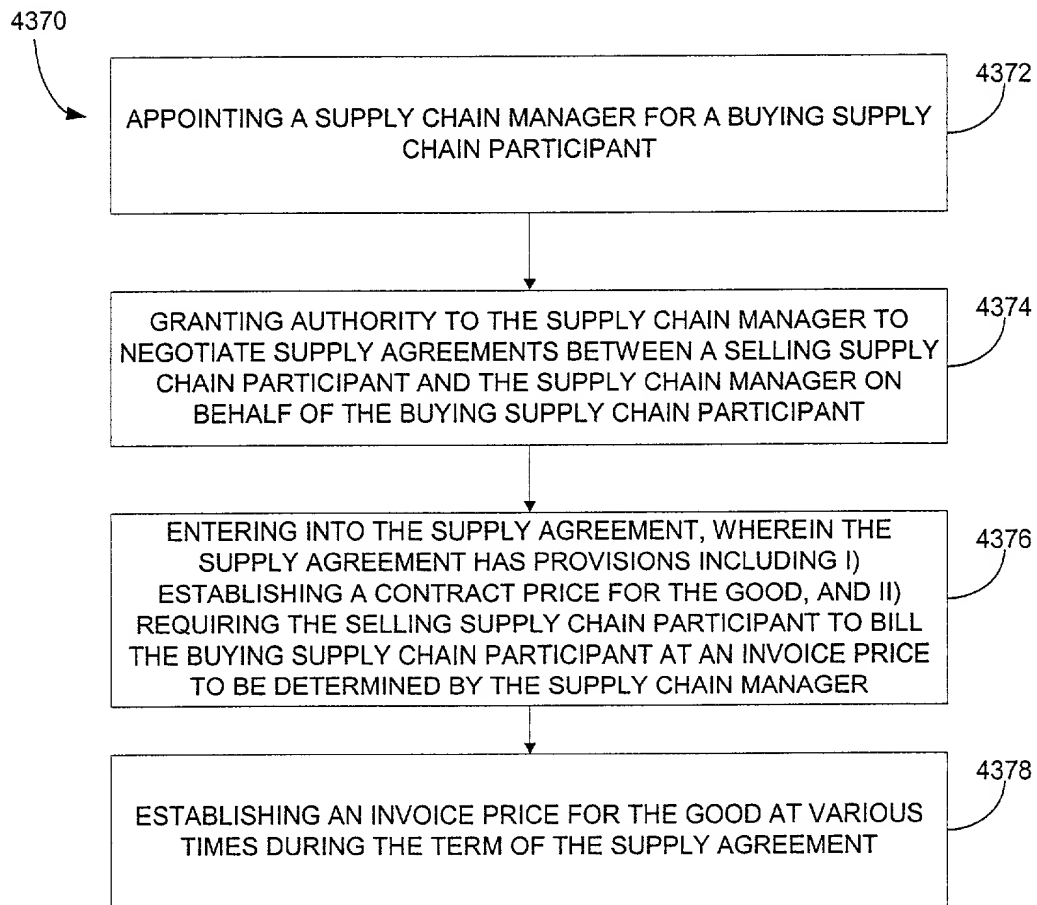 4370
4372
APPOINTING A SUPPLY CHAIN MANAGER FOR A BUYING SUPPLY
CHAIN PARTICIPANT
4374
GRANTING AUTHORITY TO THE SUPPLY CHAIN MANAGER TO
NEGOTIATE SUPPLY AGREEMENTS BETWEEN A SELLING SUPPLY
CHAIN PARTICIPANT AND THE SUPPLY CHAIN MANAGER ON
BEHALF OF THE BUYING SUPPLY CHAIN PARTICIPANT
4376
ENTERING INTO THE SUPPLY AGREEMENT, WHEREIN THE
SUPPLY AGREEMENT HAS PROVISIONS INCLUDING I)
ESTABLISHING A CONTRACT PRICE FOR THE GOOD, AND II)
REQUIRING THE SELLING SUPPLY CHAIN PARTICIPANT TO BILL
THE BUYING SUPPLY CHAIN PARTICIPANT AT AN INVOICE PRICE
TO BE DETERMINED BY THE SUPPLY CHAIN MANAGER
4378
ESTABLISHING AN INVOICE PRICE FOR THE GOOD AT VARIOUS
TIMES DURING THE TERM OF THE SUPPLY AGREEMENT